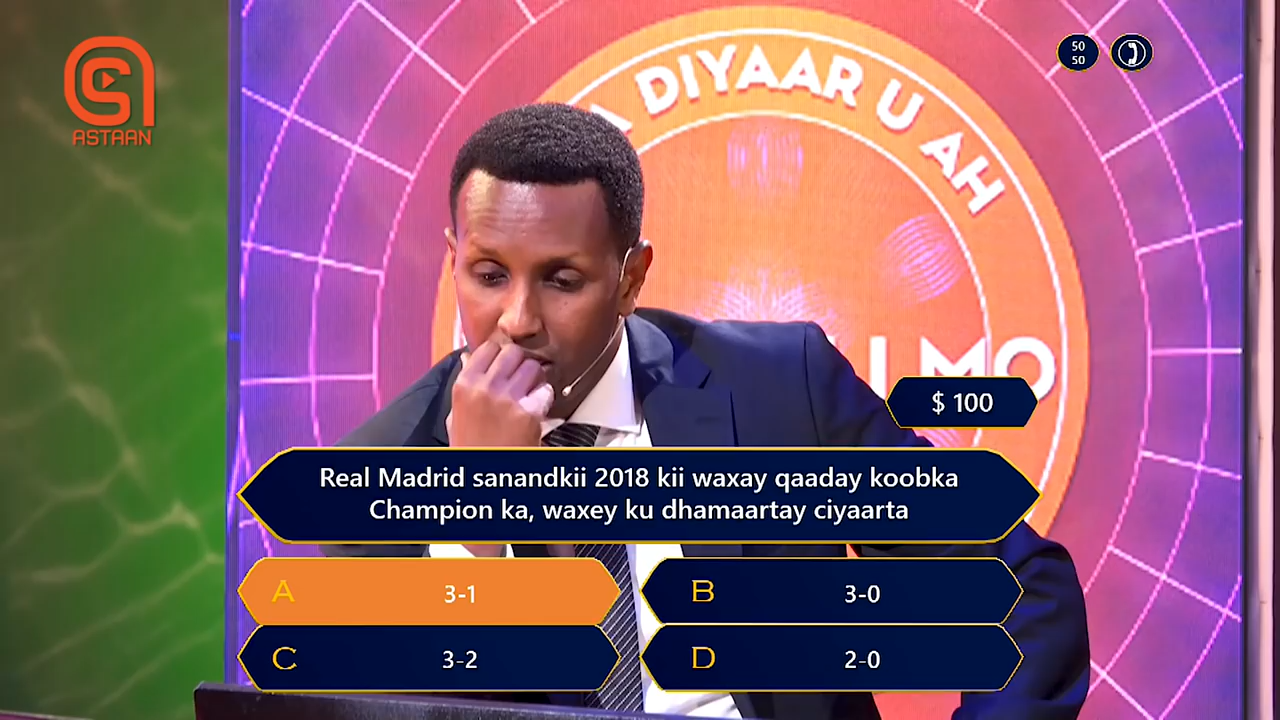 ASTAAN
DIYAAR U AH
50
50
$ 100
Real Madrid sanandkii 2018 kii waxay qaaday koobka
Champion ka, waxey ku dhamaartay ciyaarta
A 3-1
B 3-0
C 3-2
D 2-0